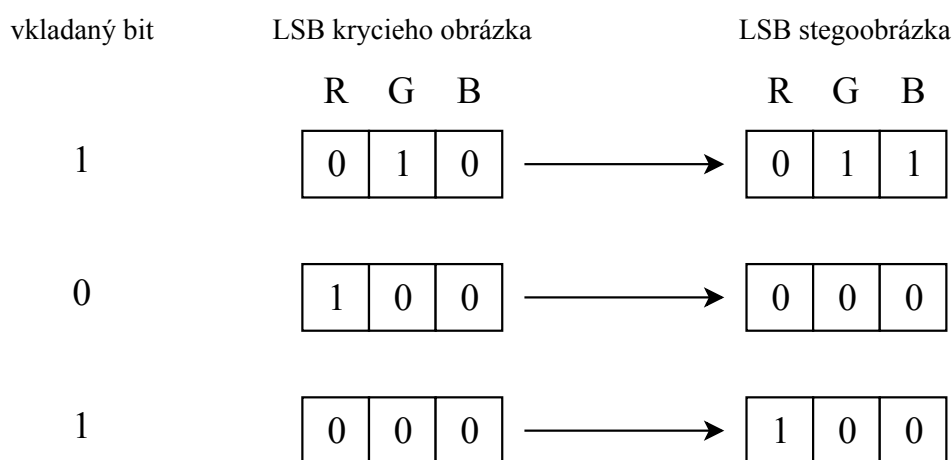 vkladaný bit LSB krycieho obrázka LSB stegoobrázka
R G B R G B
1 0 1 0 0 1 1
0 1 0 0 0 0 0
1 0 0 0 1 0 0